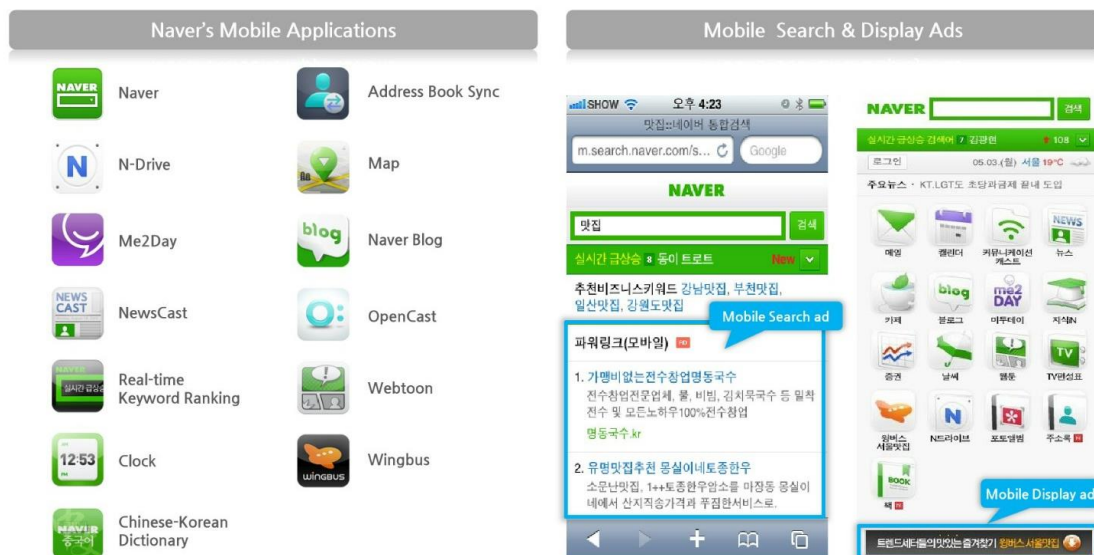 Naver's Mobile Applications
NAVER
Naver
Address Book Sync
N
N-Drive
Map
Me2Day
blog
Naver Blog
NEWS
CAST
NewsCast
OpenCast
실시간 급상승
Real-time
Keyword Ranking
Webtoon
12:53
Clock
WINGBUS
Wingbus
NAVER
중국어
Chinese-Korean
Dictionary
Mobile Search & Display Ads
SHOW 오후 4:23
맛집::네이버 통합검색
m.search.naver.com/s... Google
NAVER
맛집 검색
실시간 급상승 8 동이 트로트 New
추천비즈니스키워드 강남맛집, 부천맛집,
일산맛집, 강원도맛집
Mobile Search ad
파워링크(모바일) AD
1. 가맹비없는전수창업명동국수
전수창업전문업체, 물, 비빔, 김치묵국수 등 밀착
전수 및 모든노하우100%전수창업
명동국수.kr
2. 유명맛집추천 몽실이네토종한우
소문난맛집, 1++토종한우암소를 마장동 몽실이
네에서 산지직송가격과 푸짐한서비스로.
NAVER 검색
실시간 급상승 검색어 7 김광현 108
로그인 05.03.(월) 서울 19°C
주요뉴스 · KT.LGT도 초당과금제 끝내 도입
NEWS
메일 캘린더 커뮤니케이션 뉴스
캐스트
blog me2
DAY
카페 블로그 미투데이 지식iN
TV
증권 날씨 웹툰 TV편성표
N
윙버스 N드라이브 포토앨범 주소록
서울맛집
BOOK
책
Mobile Display ad
트렌드세터들의맛있는즐겨찾기 윙버스 서울맛집